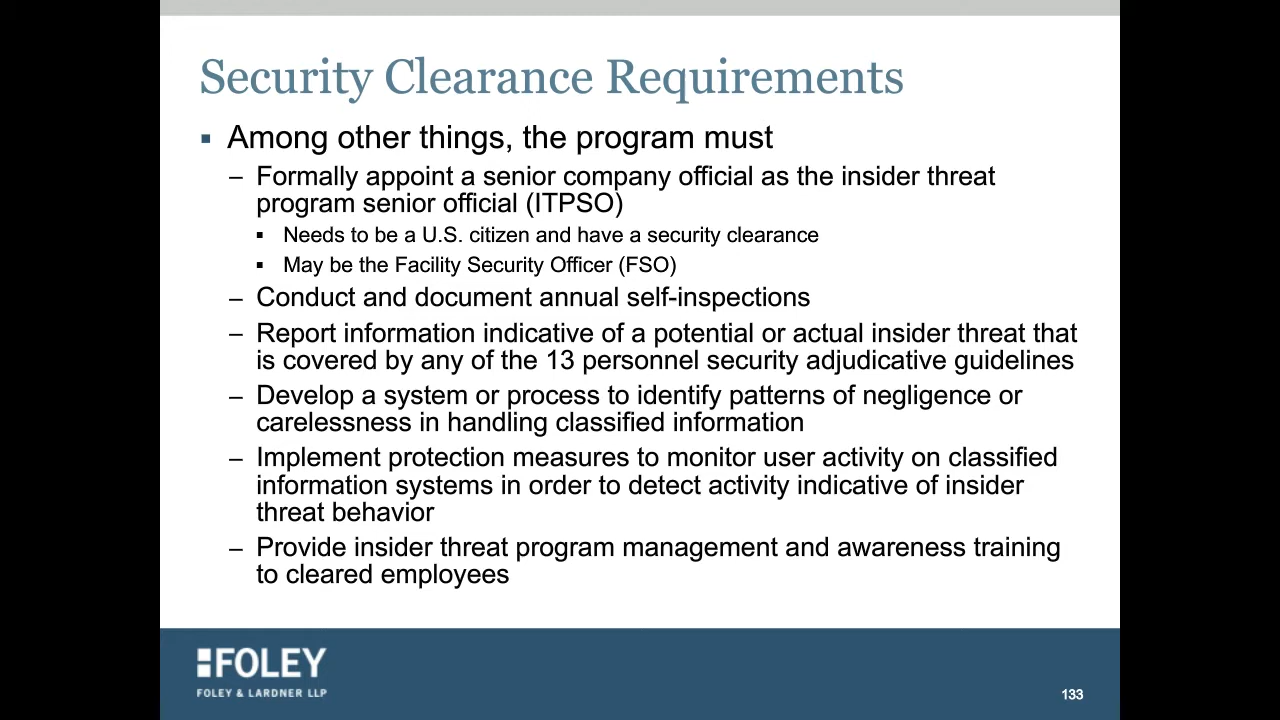 Security Clearance Requirements
▪ Among other things, the program must
– Formally appoint a senior company official as the insider threat
program senior official (ITPSO)
▪ Needs to be a U.S. citizen and have a security clearance
▪ May be the Facility Security Officer (FSO)
– Conduct and document annual self-inspections
– Report information indicative of a potential or actual insider threat that
is covered by any of the 13 personnel security adjudicative guidelines
– Develop a system or process to identify patterns of negligence or
carelessness in handling classified information
– Implement protection measures to monitor user activity on classified
information systems in order to detect activity indicative of insider
threat behavior
– Provide insider threat program management and awareness training
to cleared employees
FOLEY
FOLEY & LARDNER LLP
133